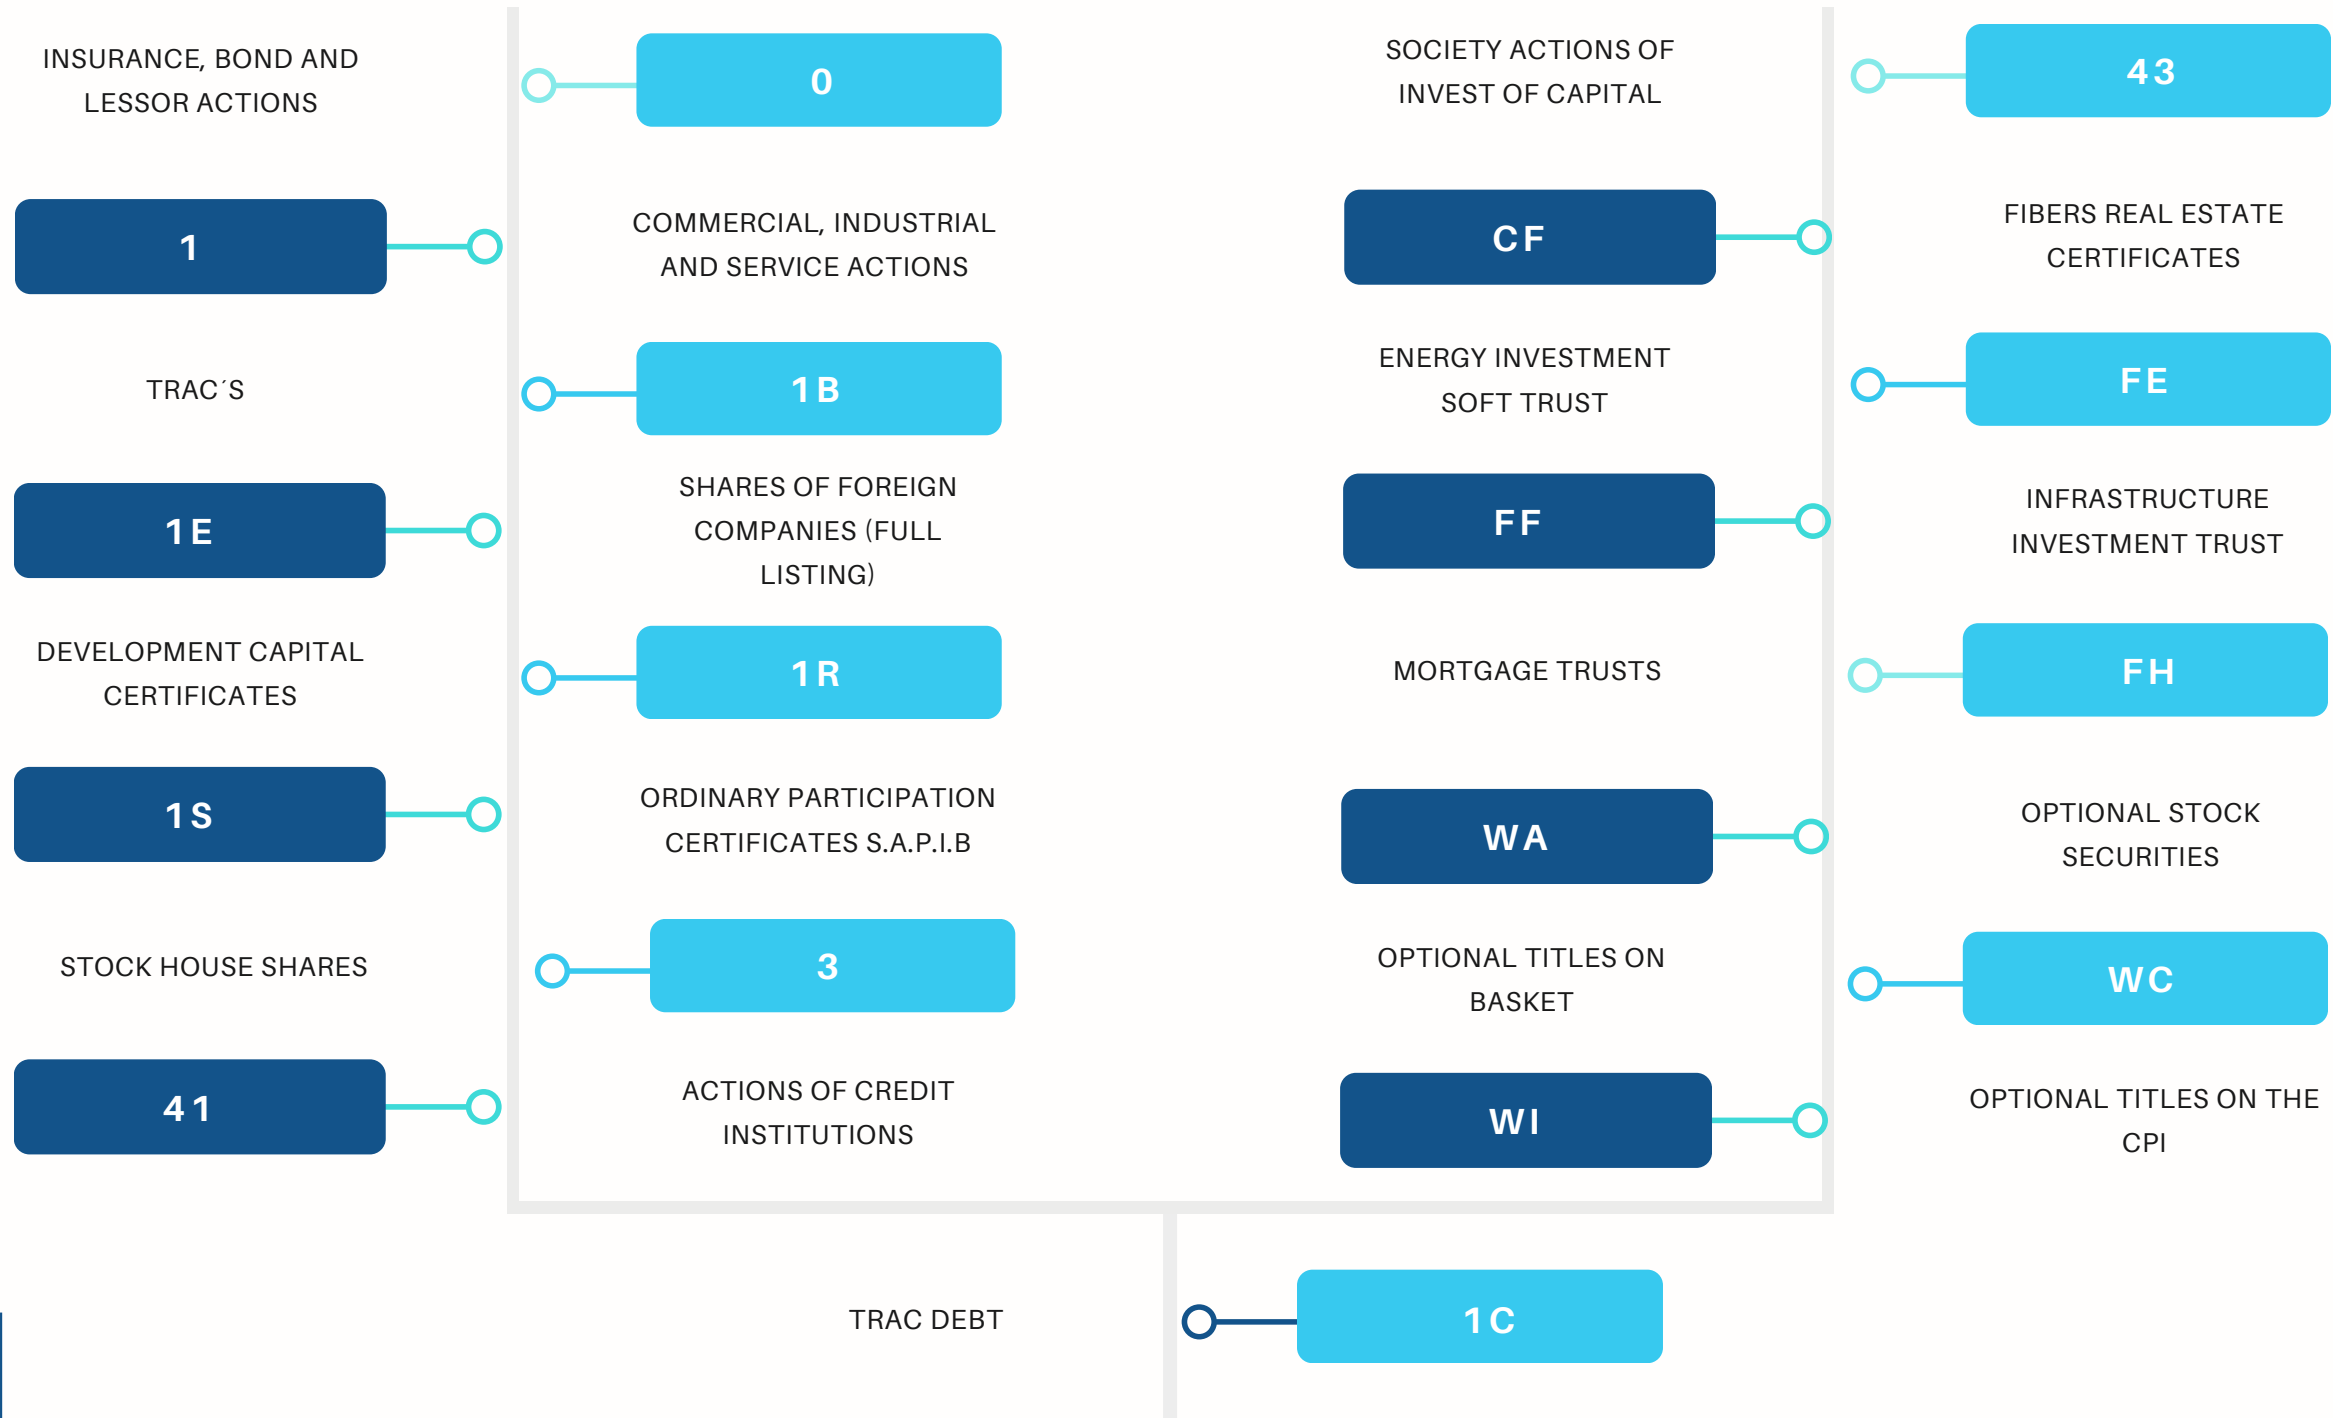 INSURANCE, BOND AND
LESSOR ACTIONS
0
1
COMMERCIAL, INDUSTRIAL
AND SERVICE ACTIONS
TRAC´S
1B
1E
SHARES OF FOREIGN
COMPANIES (FULL
LISTING)
DEVELOPMENT CAPITAL
CERTIFICATES
1R
1S
ORDINARY PARTICIPATION
CERTIFICATES S.A.P.I.B
STOCK HOUSE SHARES
3
41
ACTIONS OF CREDIT
INSTITUTIONS
SOCIETY ACTIONS OF
INVEST OF CAPITAL
43
CF
FIBERS REAL ESTATE
CERTIFICATES
ENERGY INVESTMENT
SOFT TRUST
FE
FF
INFRASTRUCTURE
INVESTMENT TRUST
MORTGAGE TRUSTS
FH
WA
OPTIONAL STOCK
SECURITIES
OPTIONAL TITLES ON
BASKET
WC
WI
OPTIONAL TITLES ON THE
CPI
TRAC DEBT
1C